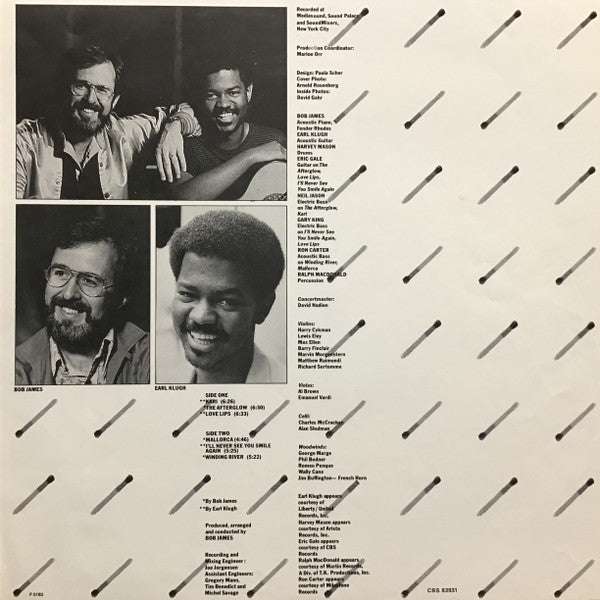 BOB JAMES
EARL KLUGH
SIDE ONE
**KARI (6:26)
*THE AFTERGLOW (6:30)
**LOVE LIPS (6:33)
SIDE TWO
*MALLORCA (4:46)
**I'LL NEVER SEE YOU SMILE
AGAIN (5:25)
*WINDING RIVER (5:22)
*By Bob James
**By Earl Klugh
Produced, arranged
and conducted by
BOB JAMES
Recording and
Mixing Engineer:
Joe Jorgensen
Assistant Engineers:
Gregory Mann,
Tim Benedict and
Michel Savage
Recorded at
Mediasound, Sound Palace
and SoundMixers,
New York City
Production Coordinator:
Marion Orr
Design: Paula Scher
Cover Photo:
Arnold Rosenberg
Inside Photos:
David Gahr
BOB JAMES
Acoustic Piano,
Fender Rhodes
EARL KLUGH
Acoustic Guitar
HARVEY MASON
Drums
ERIC GALE
Guitar on The
Afterglow,
Love Lips,
I'll Never See
You Smile Again
NEIL JASON
Electric Bass
on The Afterglow,
Kari
GARY KING
Electric Bass
on I'll Never See
You Smile Again,
Love Lips
RON CARTER
Acoustic Bass
on Winding River,
Mallorca
RALPH MACDONALD
Percussion
Concertmaster:
David Nadien
Violins:
Harry Cykman
Lewis Eley
Max Ellen
Barry Finclair
Marvin Morgenstern
Matthew Raimondi
Richard Sortomme
Violas:
Al Brown
Emanuel Vardi
Celli:
Charles McCracken
Alan Shulman
Woodwinds:
George Marge
Phil Bodner
Romeo Penque
Wally Kane
Jim Buffington— French Horn
Earl Klugh appears
courtesy of
Liberty/United
Records, Inc.
Harvey Mason appears
courtesy of Arista
Records, Inc.
Eric Gale appears
courtesy of CBS
Records
Ralph MacDonald appears
courtesy of Marlin Records,
A Div. of T.K. Productions, Inc.
Ron Carter appears
courtesy of Milestone
Records
CBS 83931